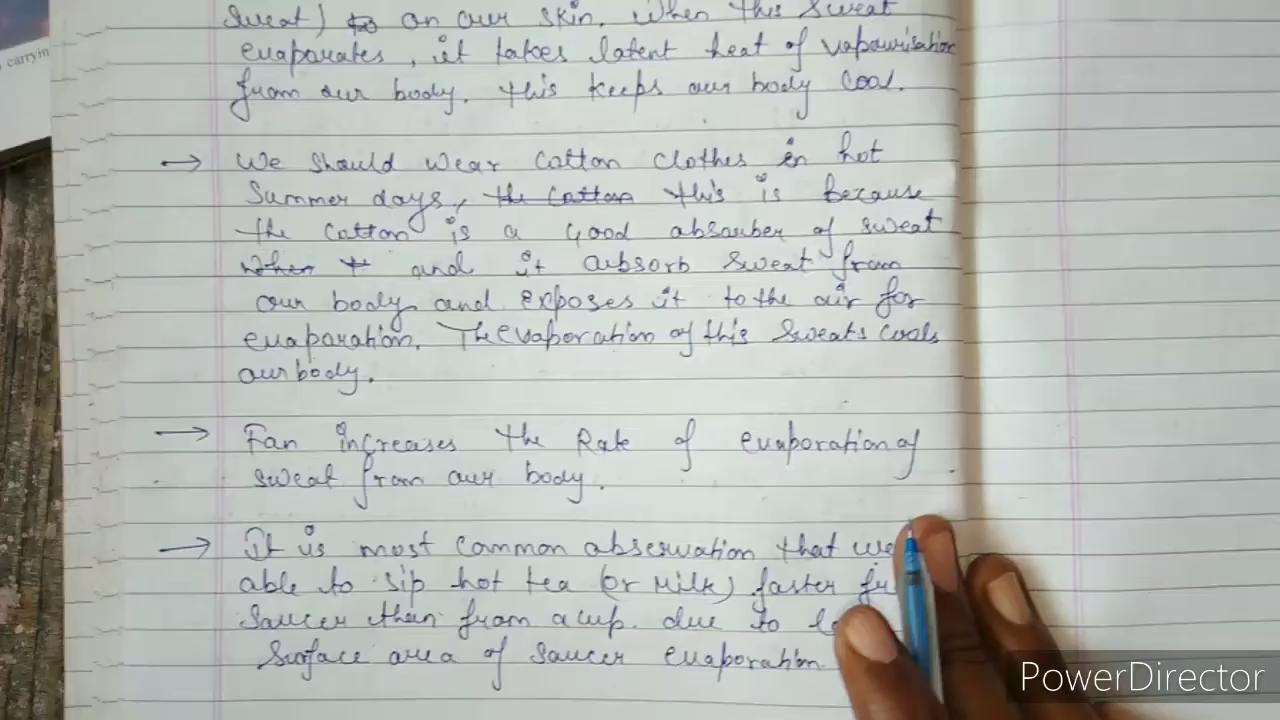 carryin
Sweat) to on our skin. When this sweat
evaporates, it takes latent heat of vapourisation
from our body. This keeps our body cool.
→ We should wear cotton clothes in hot
Summer days, the cotton this is because
the cotton is a good absorber of sweat
when and it absorb sweat from
our body and exposes it to the air for
evaporation. The evaporation of this sweats cools
our body.
→ Fan increases the Rate of evaporation of
sweat from our body.
→ It is most common observation that we
able to sip hot tea (or Milk) faster
saucer than from a cup. due to
Surface area of saucer evaporation
PowerDirector